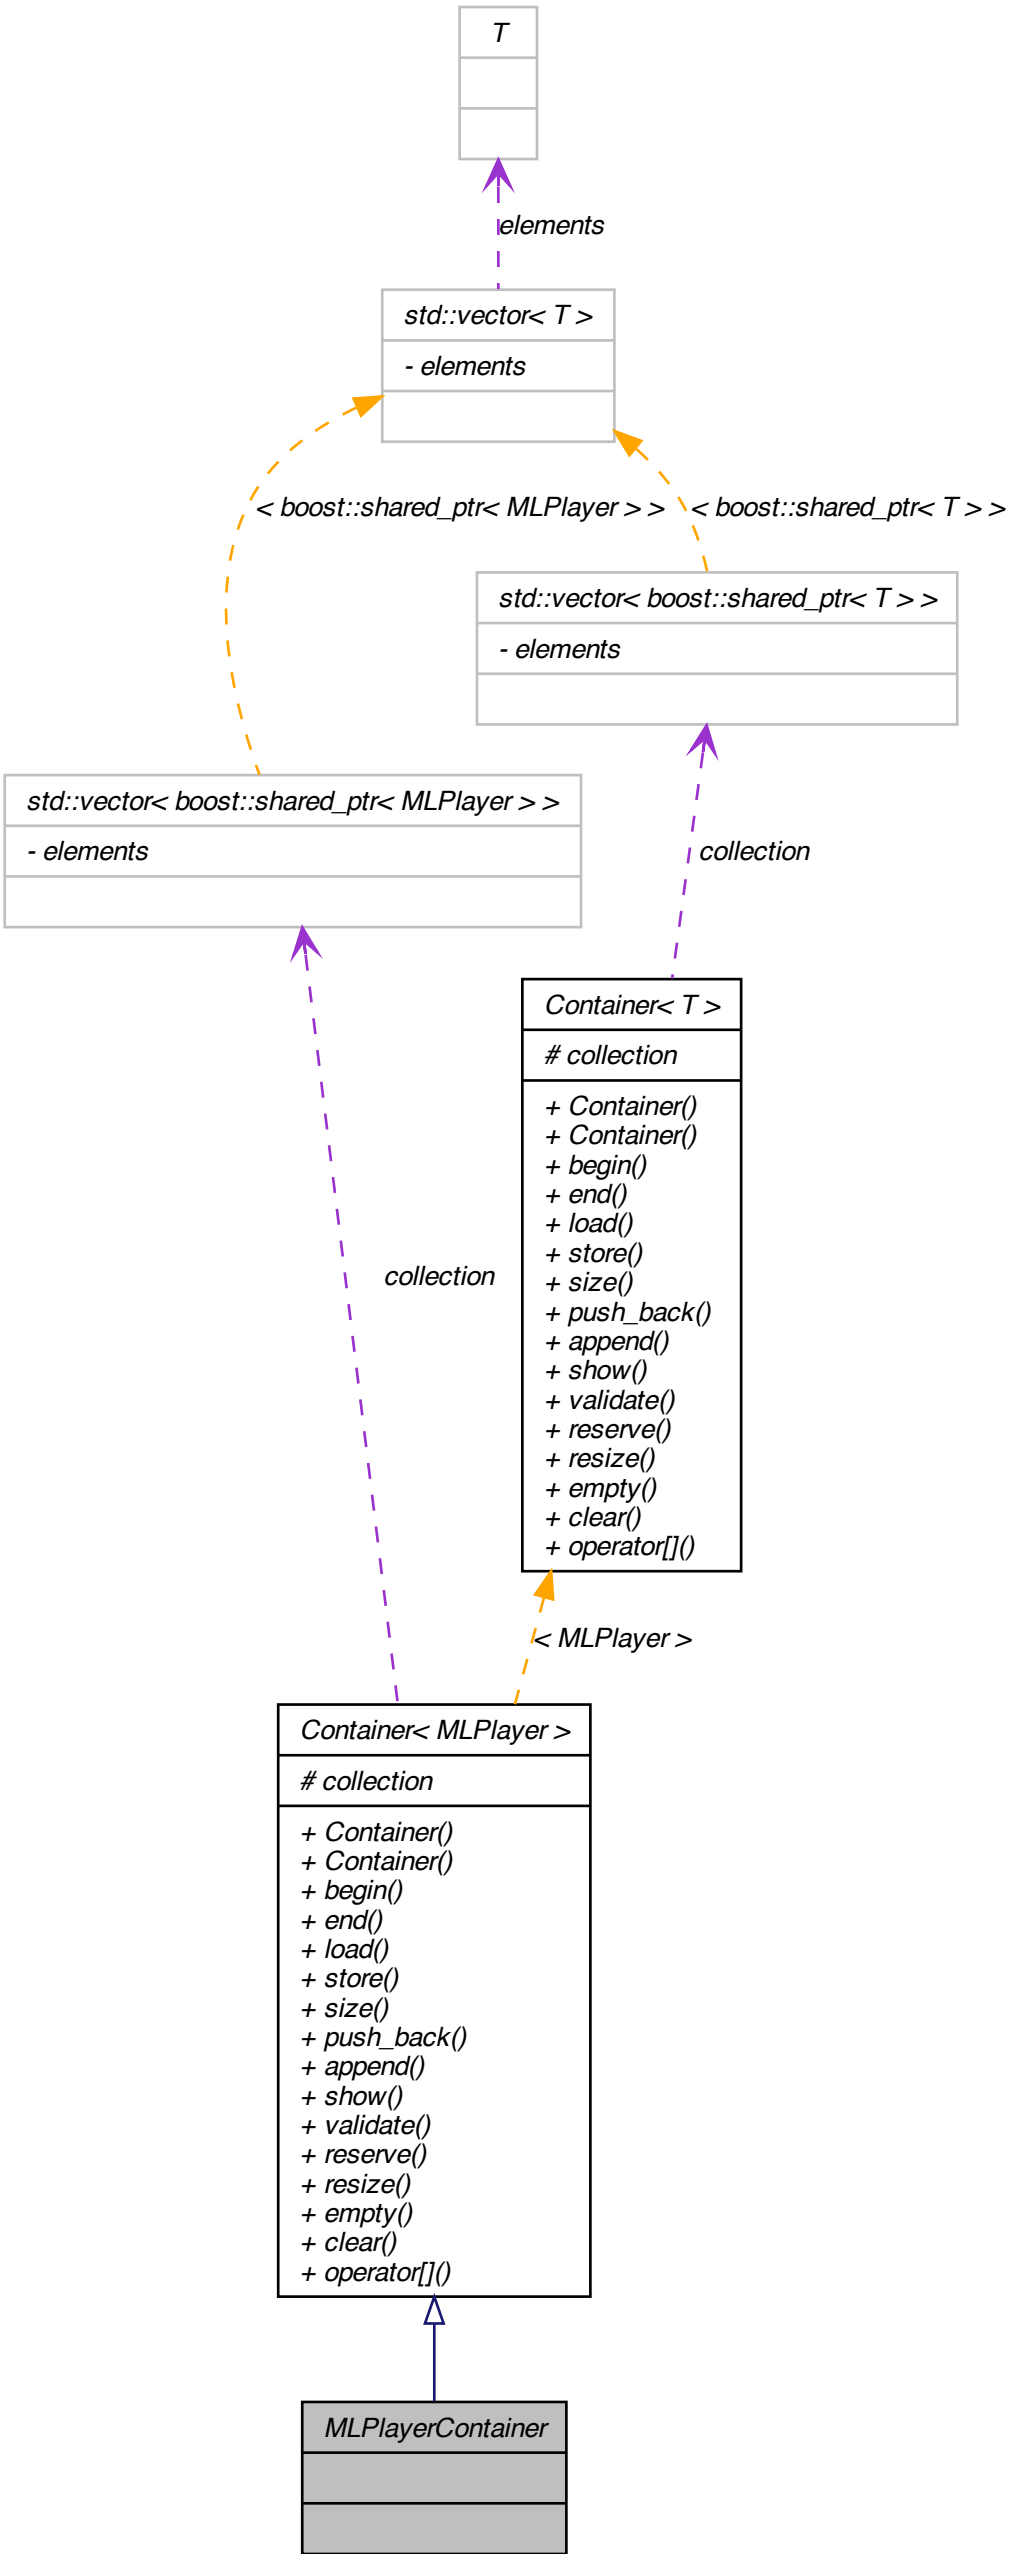 T
elements
std::vector< T >
- elements
< boost::shared_ptr< MLPlayer > >
< boost::shared_ptr< T > >
std::vector< boost::shared_ptr< T > >
- elements
std::vector< boost::shared_ptr< MLPlayer > >
- elements
collection
Container< T >
# collection
+ Container()
+ Container()
+ begin()
+ end()
+ load()
+ store()
+ size()
+ push_back()
+ append()
+ show()
+ validate()
+ reserve()
+ resize()
+ empty()
+ clear()
+ operator[]()
collection
< MLPlayer >
Container< MLPlayer >
# collection
+ Container()
+ Container()
+ begin()
+ end()
+ load()
+ store()
+ size()
+ push_back()
+ append()
+ show()
+ validate()
+ reserve()
+ resize()
+ empty()
+ clear()
+ operator[]()
MLPlayerContainer